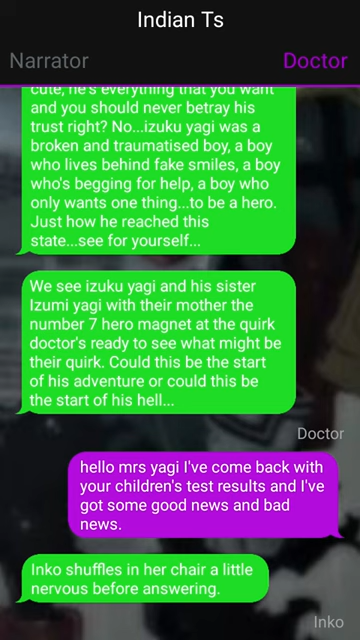 Indian Ts
Narrator Doctor
cute, he's everything that you want
and you should never betray his
trust right? No...izuku yagi was a
broken and traumatised boy, a boy
who lives behind fake smiles, a boy
who's begging for help, a boy who
only wants one thing...to be a hero.
Just how he reached this
state...see for yourself...
We see izuku yagi and his sister
Izumi yagi with their mother the
number 7 hero magnet at the quirk
doctor's ready to see what might be
their quirk. Could this be the start
of his adventure or could this be
the start of his hell...
Doctor
hello mrs yagi I've come back with
your children's test results and I've
got some good news and bad
news.
Inko shuffles in her chair a little
nervous before answering.
Inko